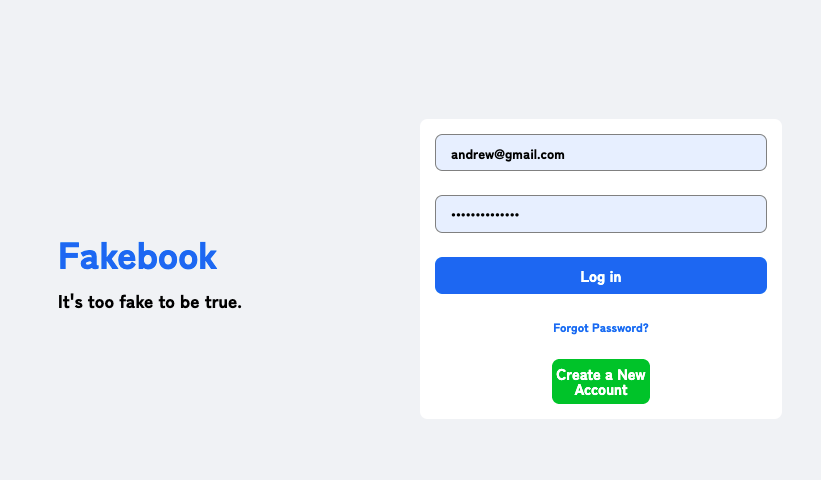 Fakebook
It's too fake to be true.
andrew@gmail.com
••••••••••••••
Log in
Forgot Password?
Create a New
Account